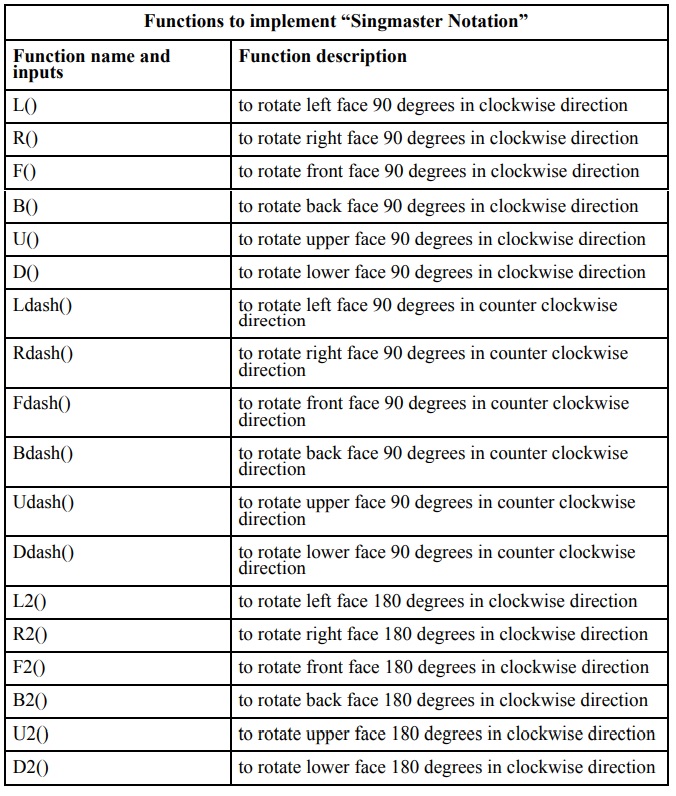 Functions to implement “Singmaster Notation”
Function name and
inputs
Function description
L()
to rotate left face 90 degrees in clockwise direction
R()
to rotate right face 90 degrees in clockwise direction
F()
to rotate front face 90 degrees in clockwise direction
B()
to rotate back face 90 degrees in clockwise direction
U()
to rotate upper face 90 degrees in clockwise direction
D()
to rotate lower face 90 degrees in clockwise direction
Ldash()
to rotate left face 90 degrees in counter clockwise
direction
Rdash()
to rotate right face 90 degrees in counter clockwise
direction
Fdash()
to rotate front face 90 degrees in counter clockwise
direction
Bdash()
to rotate back face 90 degrees in counter clockwise
direction
Udash()
to rotate upper face 90 degrees in counter clockwise
direction
Ddash()
to rotate lower face 90 degrees in counter clockwise
direction
L2()
to rotate left face 180 degrees in clockwise direction
R2()
to rotate right face 180 degrees in clockwise direction
F2()
to rotate front face 180 degrees in clockwise direction
B2()
to rotate back face 180 degrees in clockwise direction
U2()
to rotate upper face 180 degrees in clockwise direction
D2()
to rotate lower face 180 degrees in clockwise direction